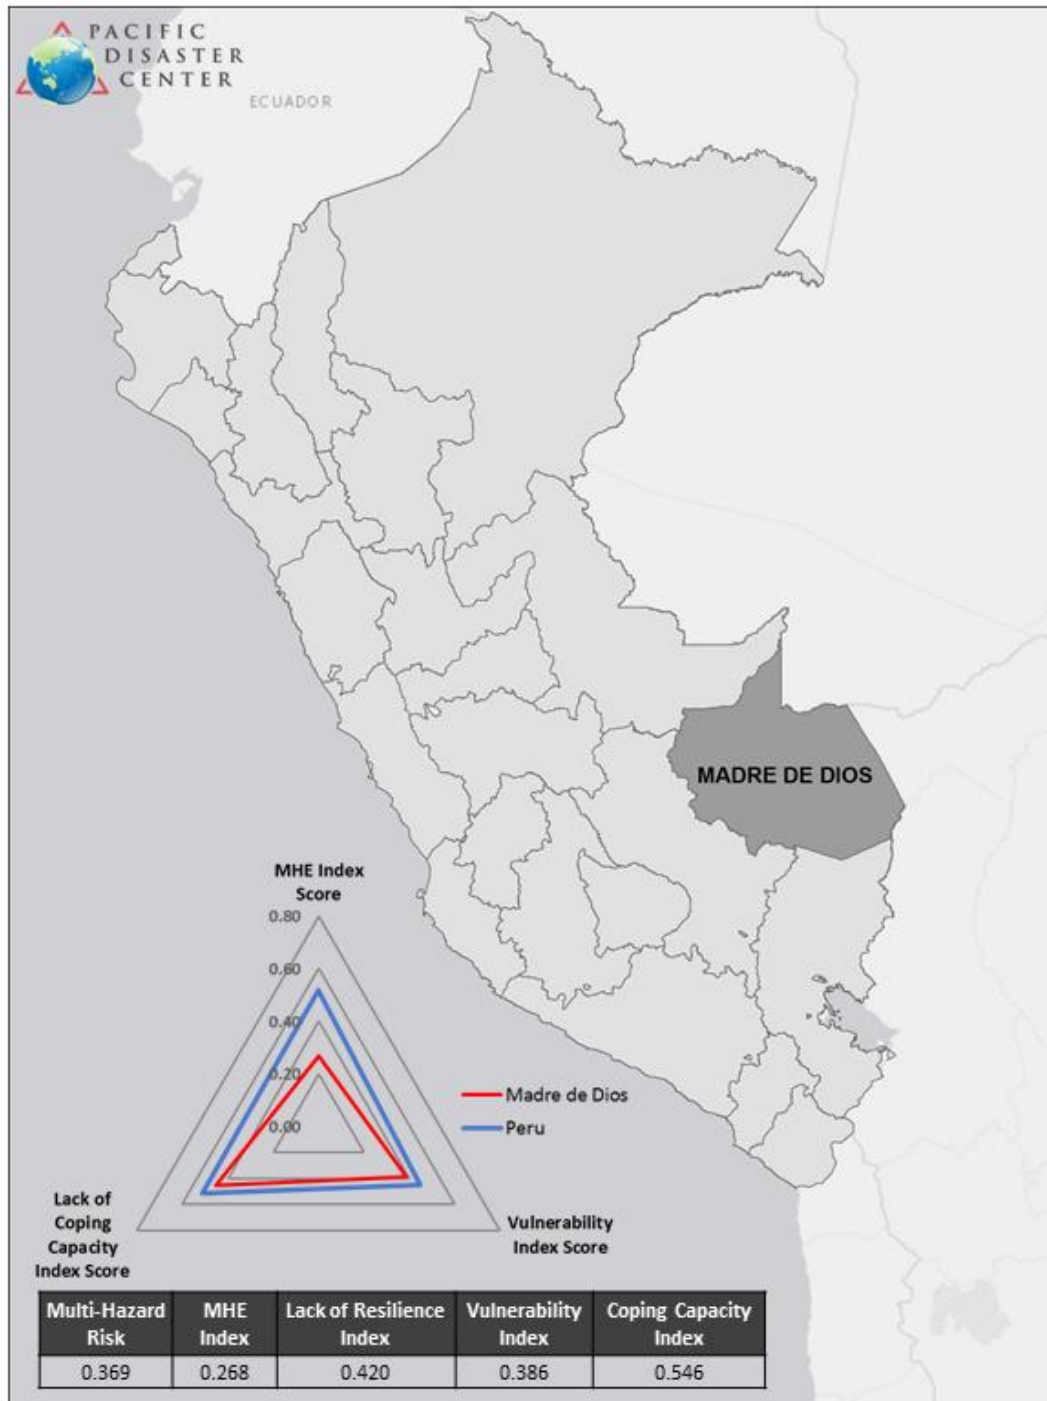 PACIFIC
DISASTER
CENTER
ECUADOR
MADRE DE DIOS
MHE Index
Score
0.80
0.60
0.40
0.20
0.00
Madre de Dios
Peru
Lack of
Coping
Capacity
Index Score
Vulnerability
Index Score
Multi-Hazard
Risk
MHE
Index
Lack of Resilience
Index
Vulnerability
Index
Coping Capacity
Index
0.369 0.268 0.420 0.386 0.546